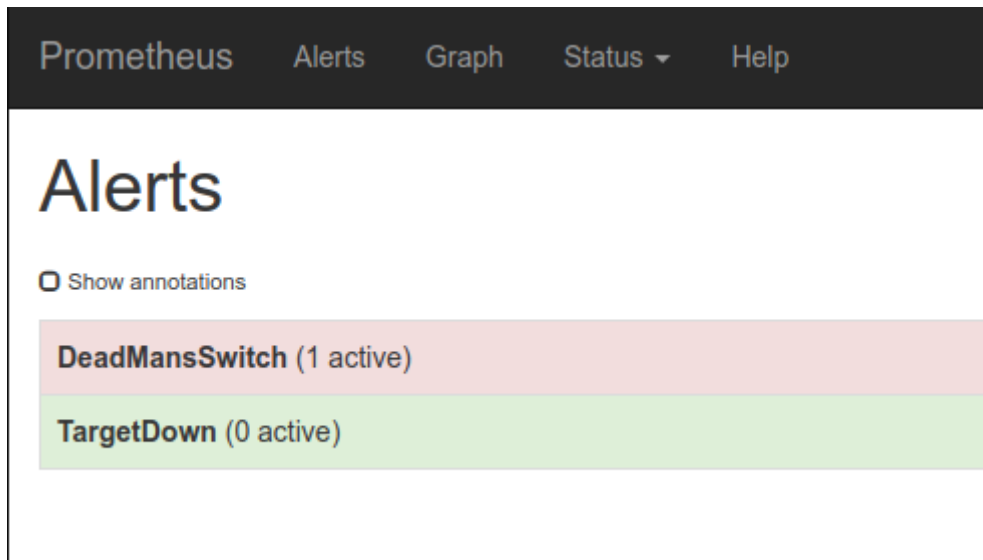 Prometheus Alerts Graph Status Help
Alerts
Show annotations
DeadMansSwitch (1 active)
TargetDown (0 active)